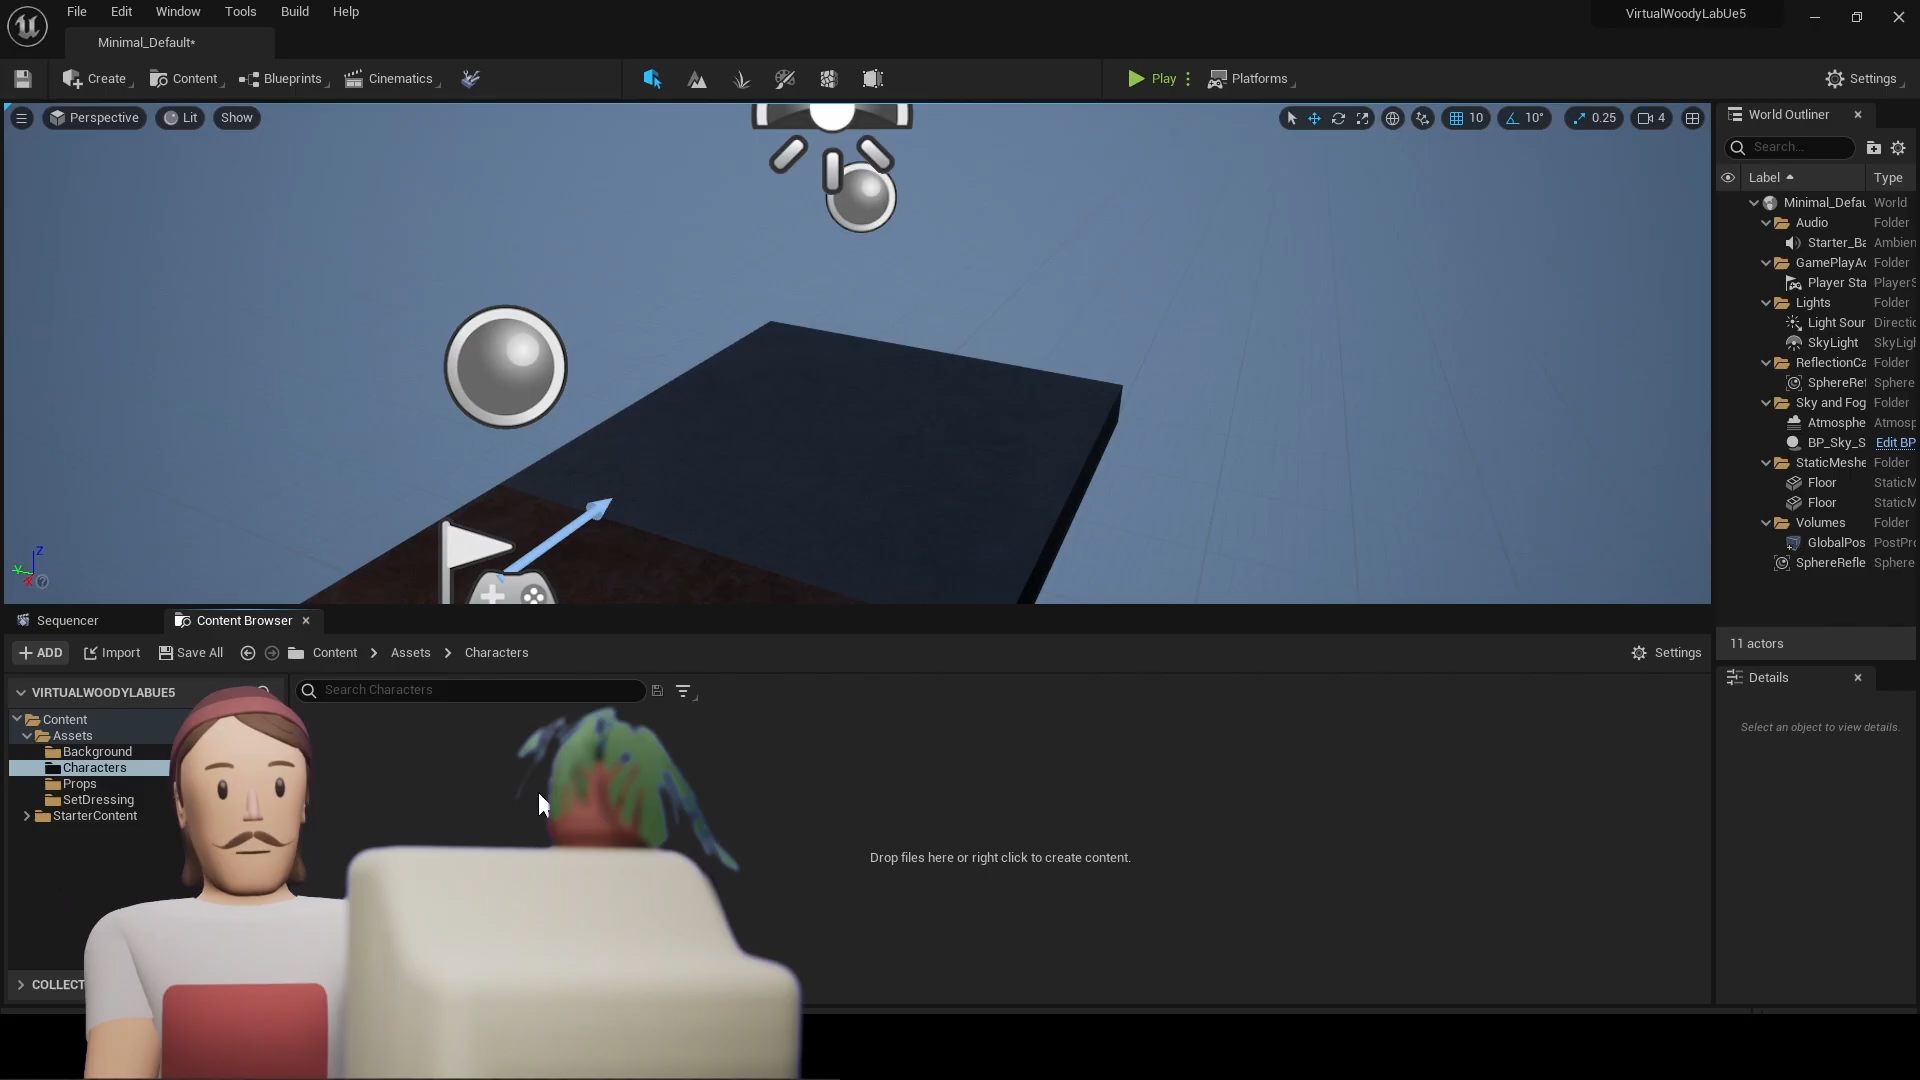 File Edit Window Tools Build Help
VirtualWoodyLabUe5
Minimal_Default*
Create Content Blueprints Cinematics Play Platforms Settings
Perspective Lit Show 10 10° 0.25 4
World Outliner
Search...
Label Type
Minimal_Defau World
Audio Folder
Starter_Ba Ambien
GamePlayAc Folder
Player Sta PlayerS
Lights Folder
Light Sour Directic
SkyLight SkyLigh
ReflectionCa Folder
SphereRef Sphere
Sky and Fog Folder
Atmosphe Atmosp
BP_Sky_S Edit BP
StaticMeshe Folder
Floor StaticM
Floor StaticM
Volumes Folder
GlobalPos PostPro
SphereRefle Sphere
11 actors
Details
Select an object to view details.
Z
Y
X
Sequencer Content Browser
ADD Import Save All Content Assets Characters Settings
VIRTUALWOODYLABUE5
Search Characters
Content
Assets
Background
Characters
Props
SetDressing
StarterContent
Drop files here or right click to create content.
COLLECT